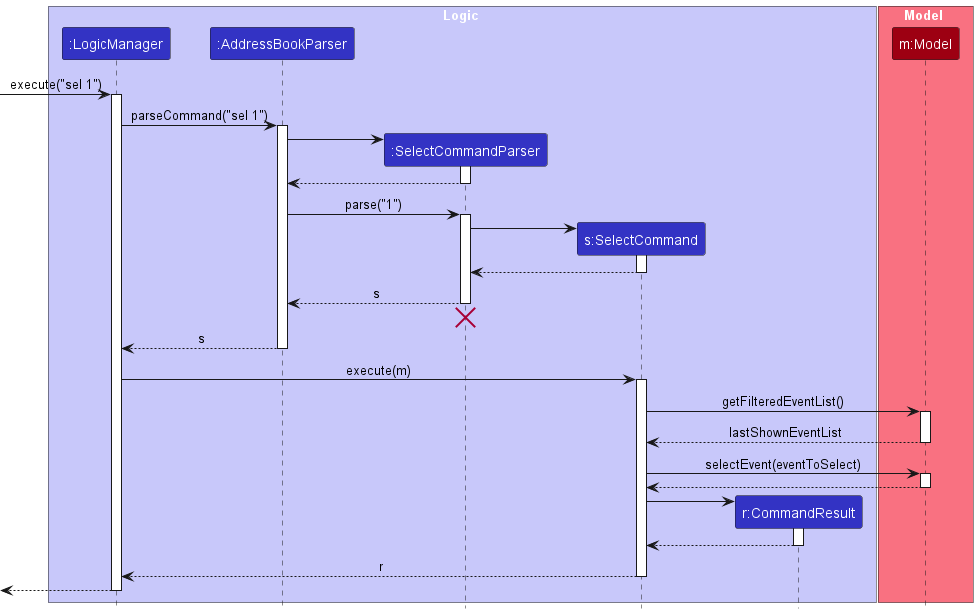 Logic
Model
:LogicManager
:AddressBookParser
m:Model
execute("sel 1")
parseCommand("sel 1")
:SelectCommandParser
parse("1")
s:SelectCommand
s
s
execute(m)
getFilteredEventList()
lastShownEventList
selectEvent(eventToSelect)
r:CommandResult
r